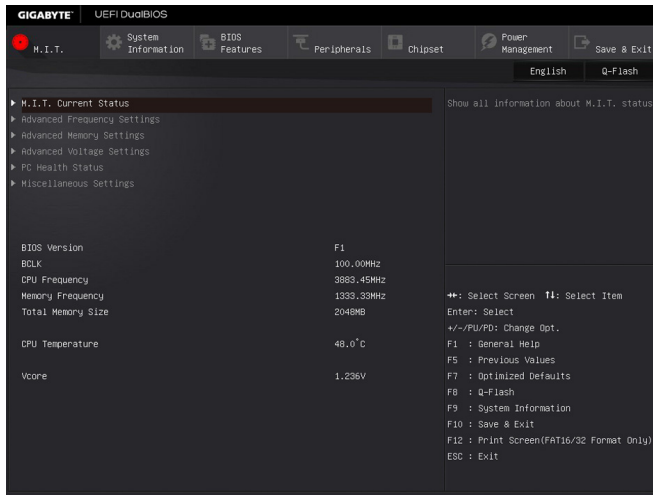 GIGABYTE™ UEFI DualBIOS
M.I.T.
System Information
BIOS Features
Peripherals
Chipset
Power Management
Save & Exit
English Q-Flash
M.I.T. Current Status
Advanced Frequency Settings
Advanced Memory Settings
Advanced Voltage Settings
PC Health Status
Miscellaneous Settings
Show all information about M.I.T. status
BIOS Version F1
BCLK 100.00MHz
CPU Frequency 3883.45MHz
Memory Frequency 1333.33MHz
Total Memory Size 2048MB
CPU Temperature 48.0°C
Vcore 1.236V
→←: Select Screen ↑↓: Select Item
Enter: Select
+/-/PU/PD: Change Opt.
F1 : General Help
F5 : Previous Values
F7 : Optimized Defaults
F8 : Q-Flash
F9 : System Information
F10 : Save & Exit
F12 : Print Screen(FAT16/32 Format Only)
ESC : Exit